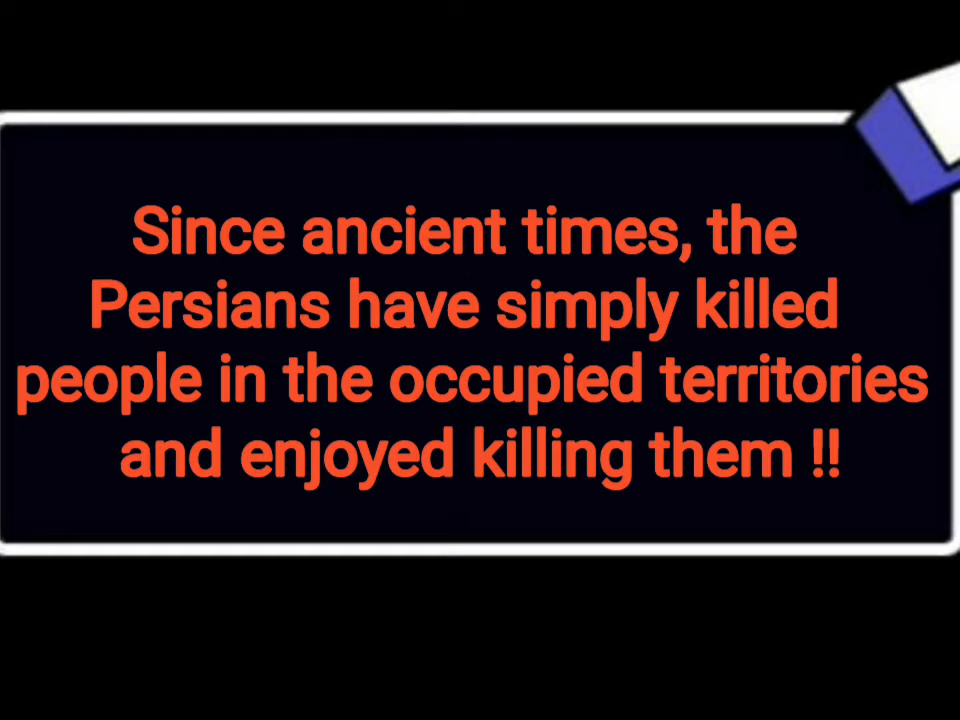 Since ancient times, the
Persians have simply killed
people in the occupied territories
and enjoyed killing them !!